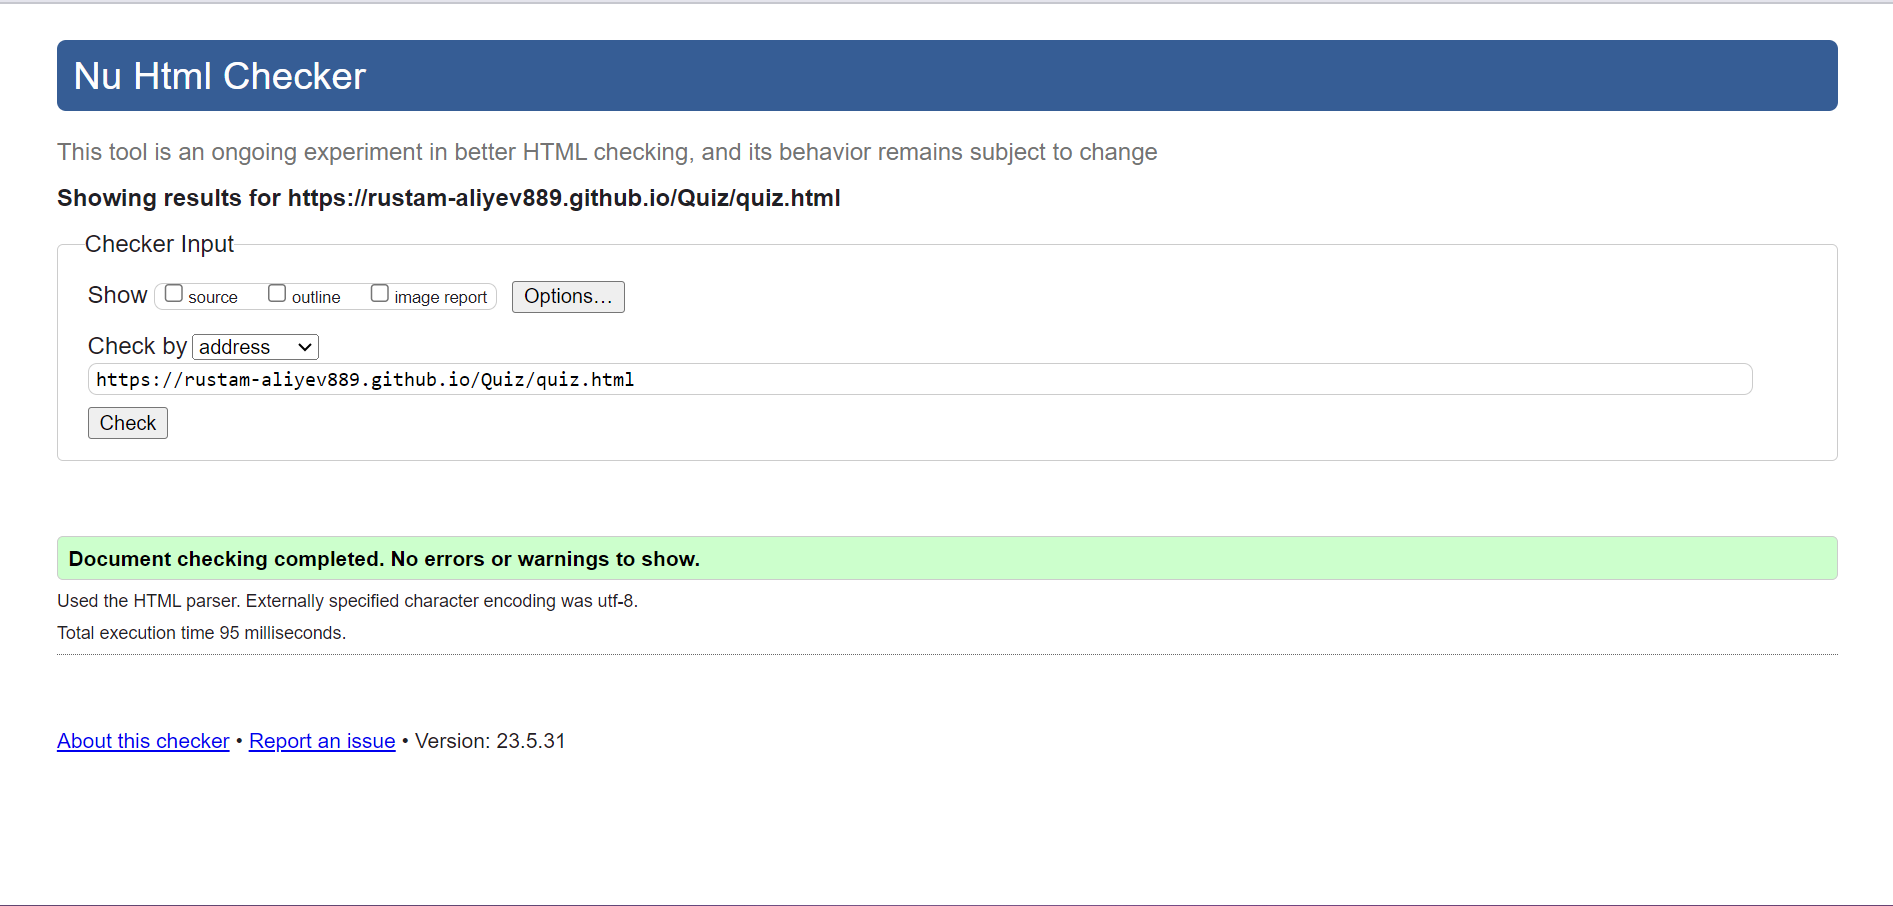 Nu Html Checker
This tool is an ongoing experiment in better HTML checking, and its behavior remains subject to change
Showing results for https://rustam-aliyev889.github.io/Quiz/quiz.html
Checker Input
Show source outline image report Options...
Check by address
https://rustam-aliyev889.github.io/Quiz/quiz.html
Check
Document checking completed. No errors or warnings to show.
Used the HTML parser. Externally specified character encoding was utf-8.
Total execution time 95 milliseconds.
About this checker • Report an issue • Version: 23.5.31